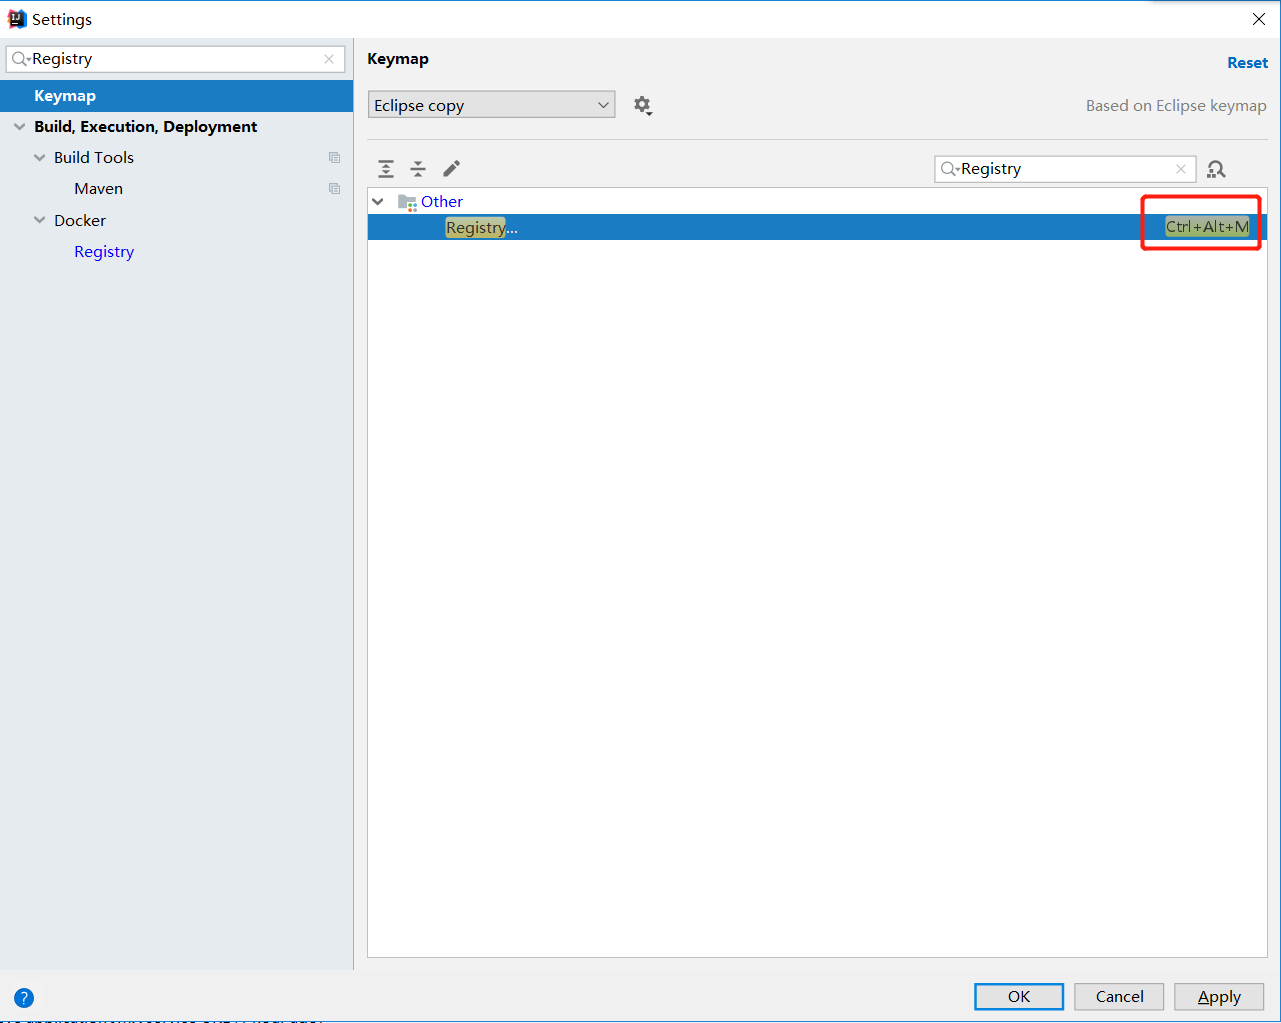 Settings
Registry
Keymap
Build, Execution, Deployment
Build Tools
Maven
Docker
Registry
Keymap
Reset
Eclipse copy
Based on Eclipse keymap
Registry
Other
Registry...
Ctrl+Alt+M
?
OK
Cancel
Apply